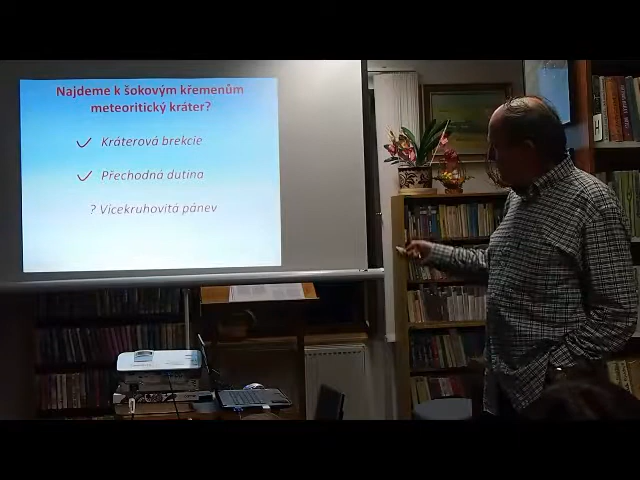 Najdeme k šokovým křemenům
meteoritický kráter?
Kráterová brekcie
Přechodná dutina
? Vícekruhovitá pánev